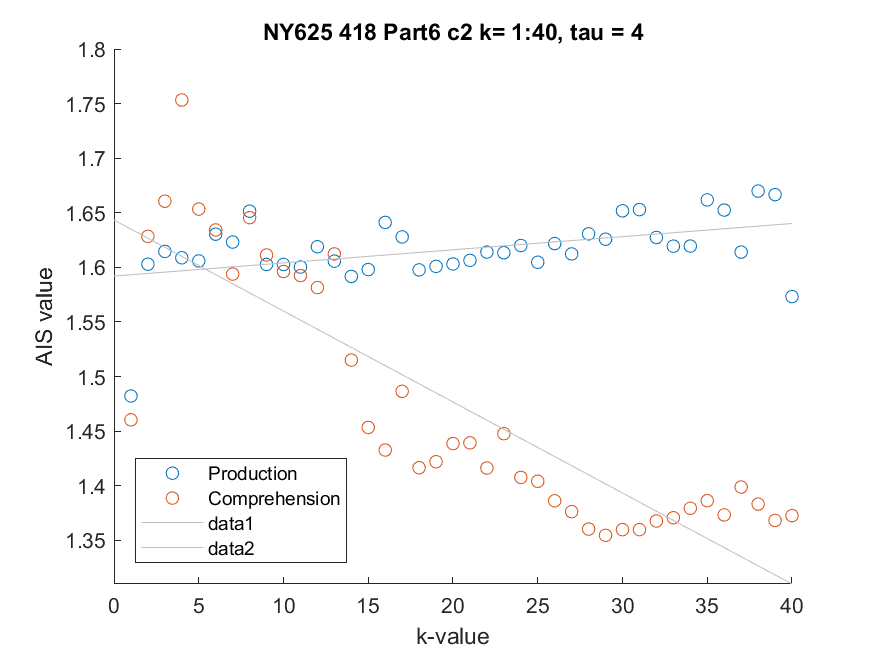 NY625 418 Part6 c2 k= 1:40, tau = 4
1.8
1.75
1.7
1.65
1.6
1.55
1.5
1.45
1.4
1.35
AIS value
Production
Comprehension
data1
data2
0 5 10 15 20 25 30 35 40
k-value